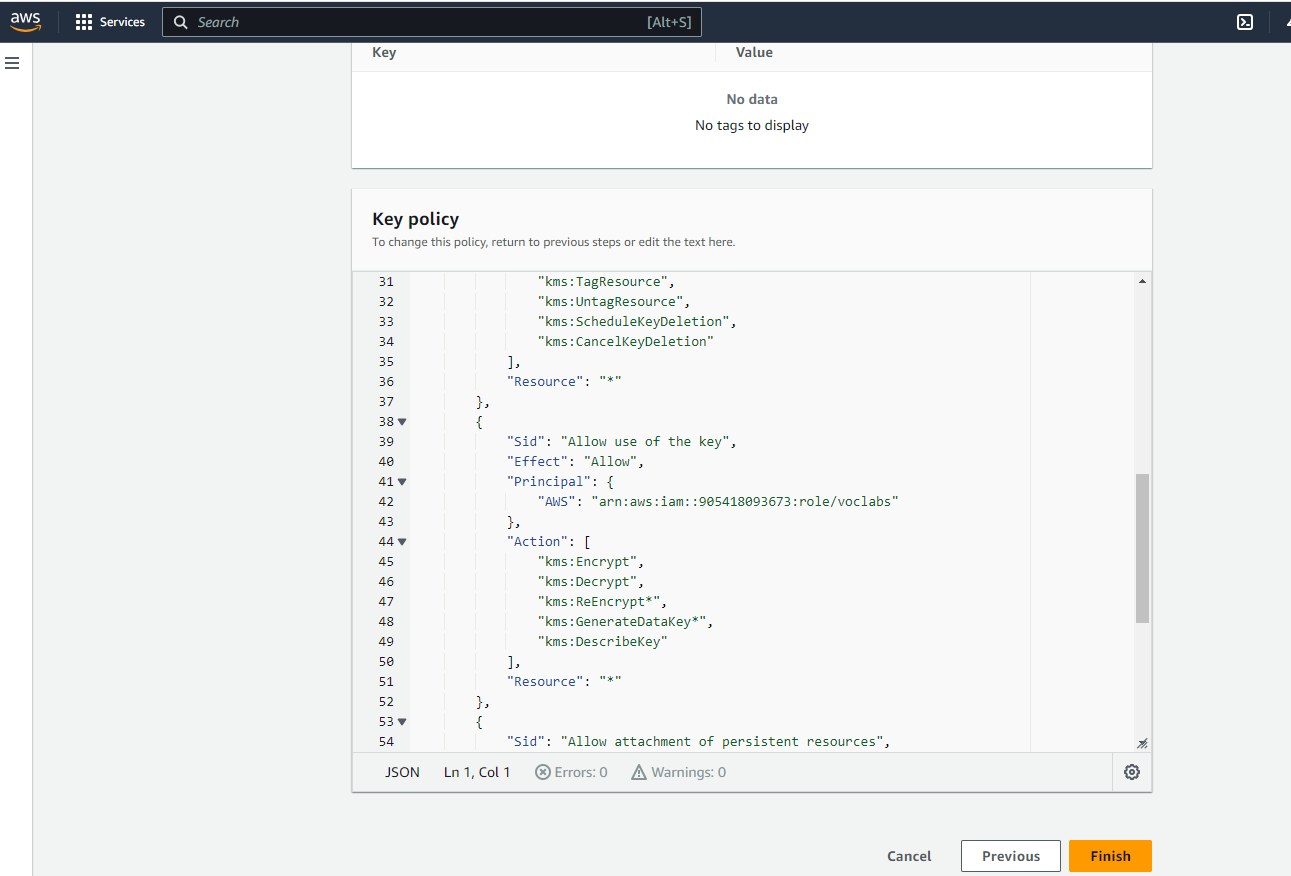 aws Services Search [Alt+S]
Key Value
No data
No tags to display
Key policy
To change this policy, return to previous steps or edit the text here.
31 "kms:TagResource",
32 "kms:UntagResource",
33 "kms:ScheduleKeyDeletion",
34 "kms:CancelKeyDeletion"
35 ],
36 "Resource": "*"
37 },
38 {
39 "Sid": "Allow use of the key",
40 "Effect": "Allow",
41 "Principal": {
42 "AWS": "arn:aws:iam::905418093673:role/voclabs"
43 },
44 "Action": [
45 "kms:Encrypt",
46 "kms:Decrypt",
47 "kms:ReEncrypt*",
48 "kms:GenerateDataKey*",
49 "kms:DescribeKey"
50 ],
51 "Resource": "*"
52 },
53 {
54 "Sid": "Allow attachment of persistent resources",
JSON Ln 1, Col 1 Errors: 0 Warnings: 0
Cancel Previous Finish